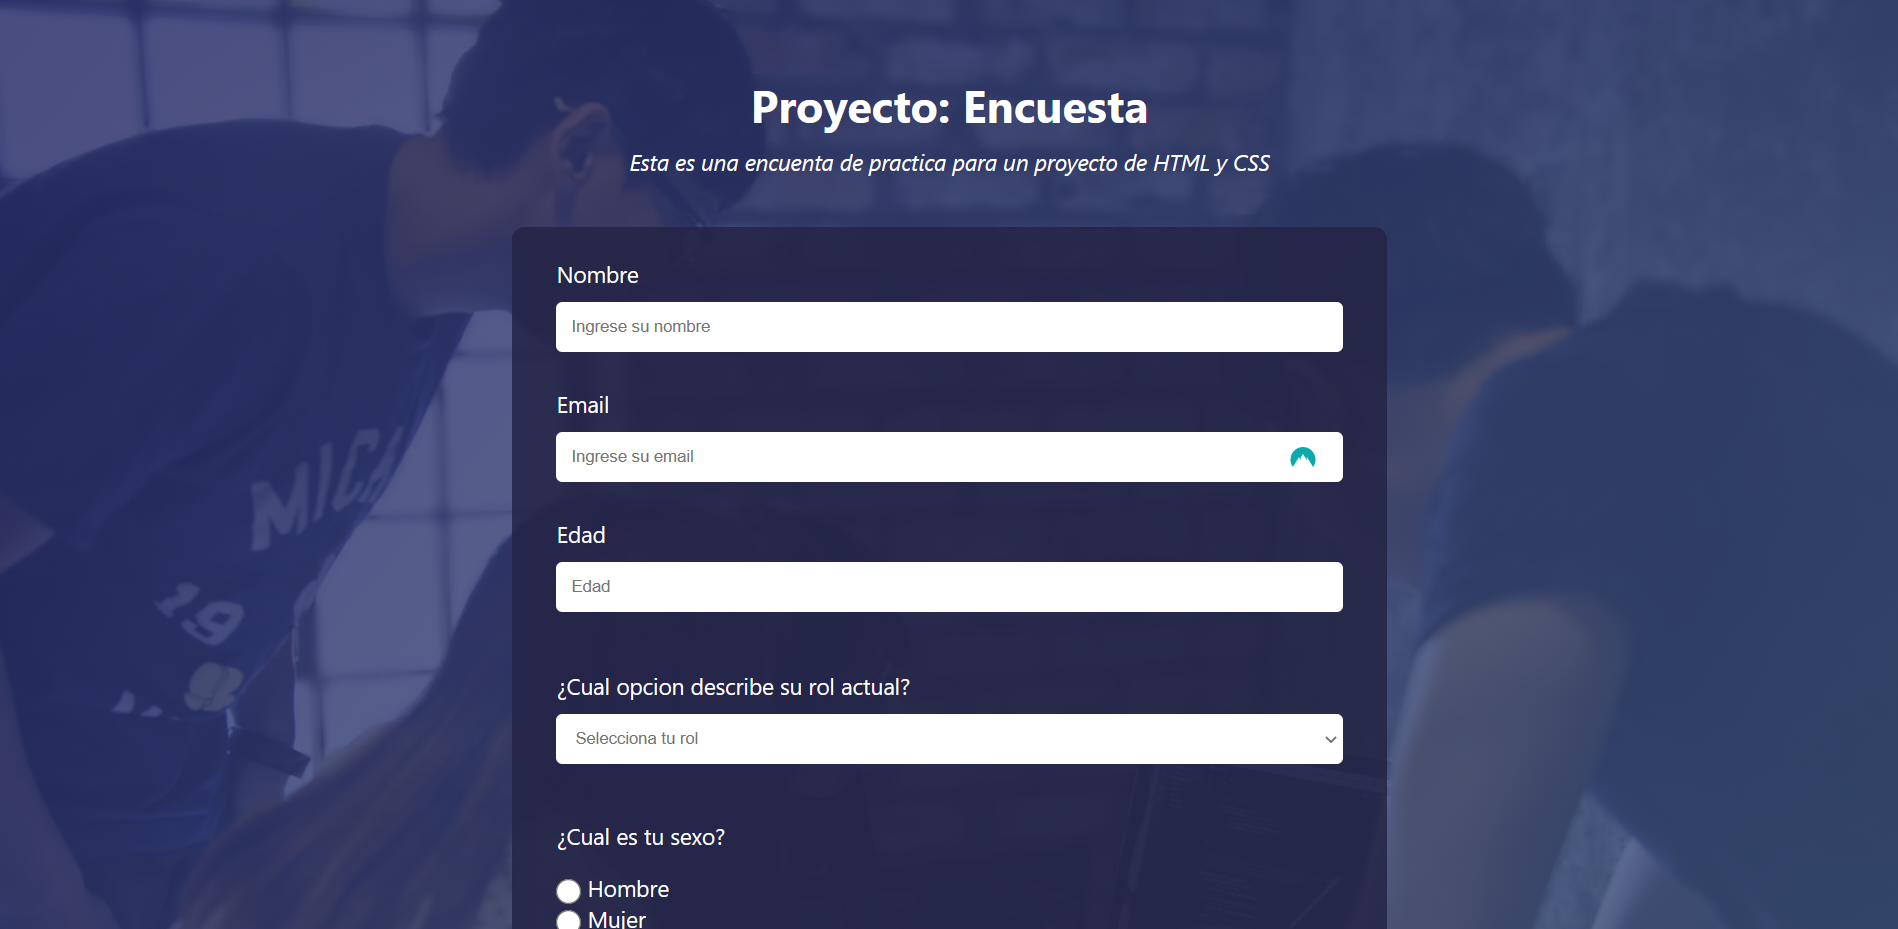 Proyecto: Encuesta
Esta es una encuenta de practica para un proyecto de HTML y CSS
Nombre
Ingrese su nombre
Email
Ingrese su email
Edad
Edad
¿Cual opcion describe su rol actual?
Selecciona tu rol
¿Cual es tu sexo?
Hombre
Mujer
19